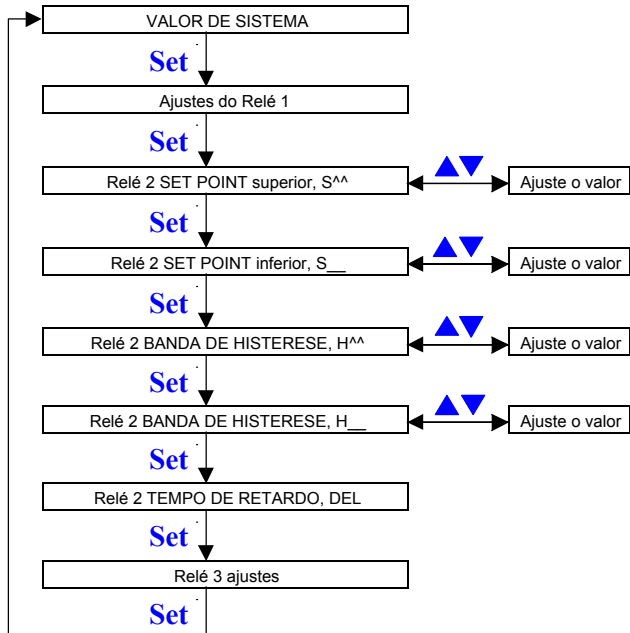 VALOR DE SISTEMA
Set
Ajustes do Relé 1
Set
Relé 2 SET POINT superior, S^^
Ajuste o valor
Set
Relé 2 SET POINT inferior, S__
Ajuste o valor
Set
Relé 2 BANDA DE HISTERESE, H^^
Ajuste o valor
Set
Relé 2 BANDA DE HISTERESE, H__
Ajuste o valor
Set
Relé 2 TEMPO DE RETARDO, DEL
Set
Relé 3 ajustes
Set